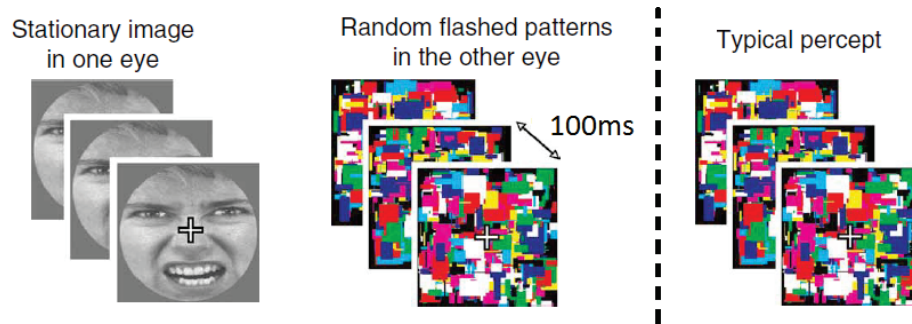 Stationary image
in one eye
Random flashed patterns
in the other eye
Typical percept
100ms